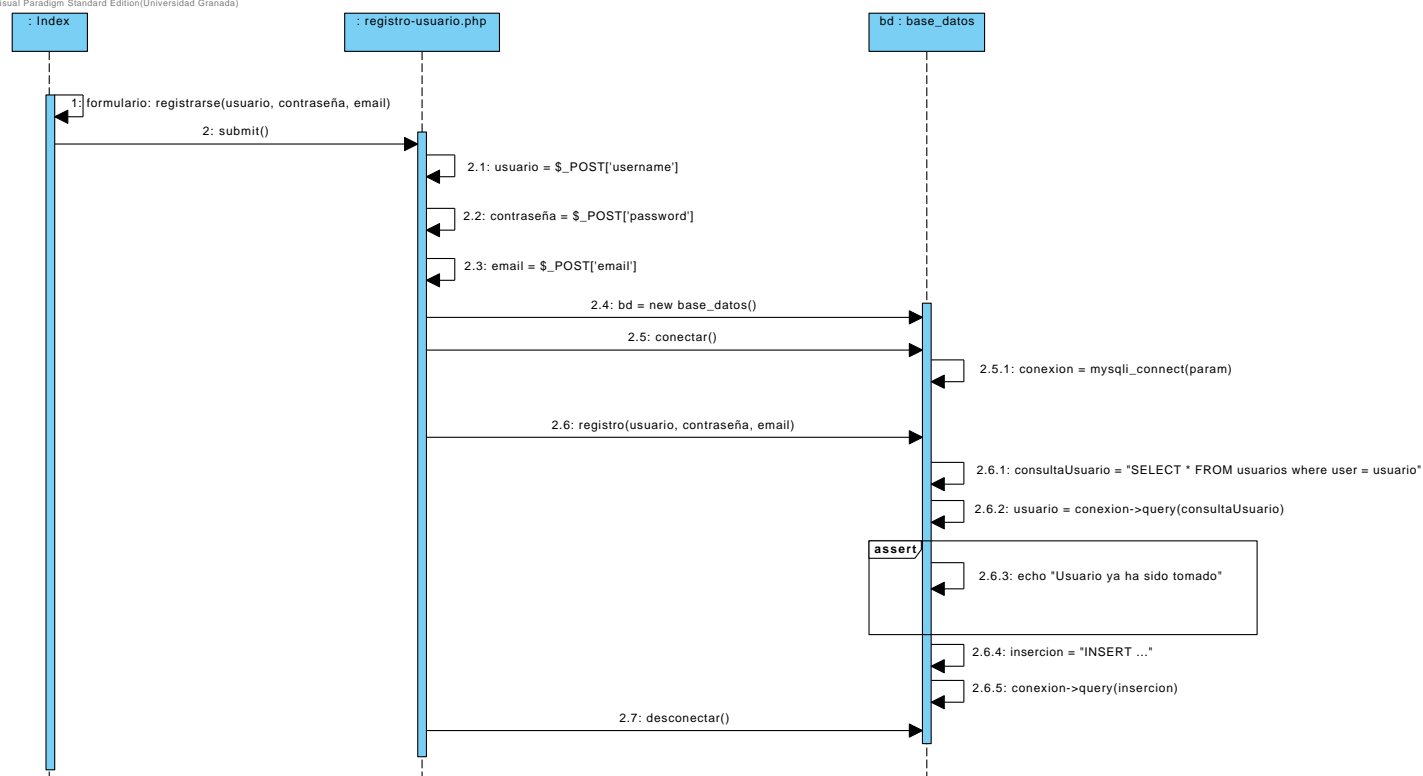 isual Paradigm Standard Edition(Universidad Granada)
: Index
: registro-usuario.php
bd : base_datos
1: formulario: registrarse(usuario, contraseña, email)
2: submit()
2.1: usuario = $_POST['username']
2.2: contraseña = $_POST['password']
2.3: email = $_POST['email']
2.4: bd = new base_datos()
2.5: conectar()
2.5.1: conexion = mysqli_connect(param)
2.6: registro(usuario, contraseña, email)
2.6.1: consultaUsuario = "SELECT * FROM usuarios where user = usuario"
2.6.2: usuario = conexion->query(consultaUsuario)
assert
2.6.3: echo "Usuario ya ha sido tomado"
2.6.4: insercion = "INSERT ..."
2.6.5: conexion->query(insercion)
2.7: desconectar()